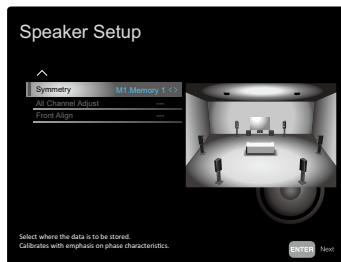 Speaker Setup
Symmetry M1.Memory 1
All Channel Adjust ---
Front Align ---
Select where the data is to be stored.
Calibrates with emphasis on phase characteristics.
ENTER Next